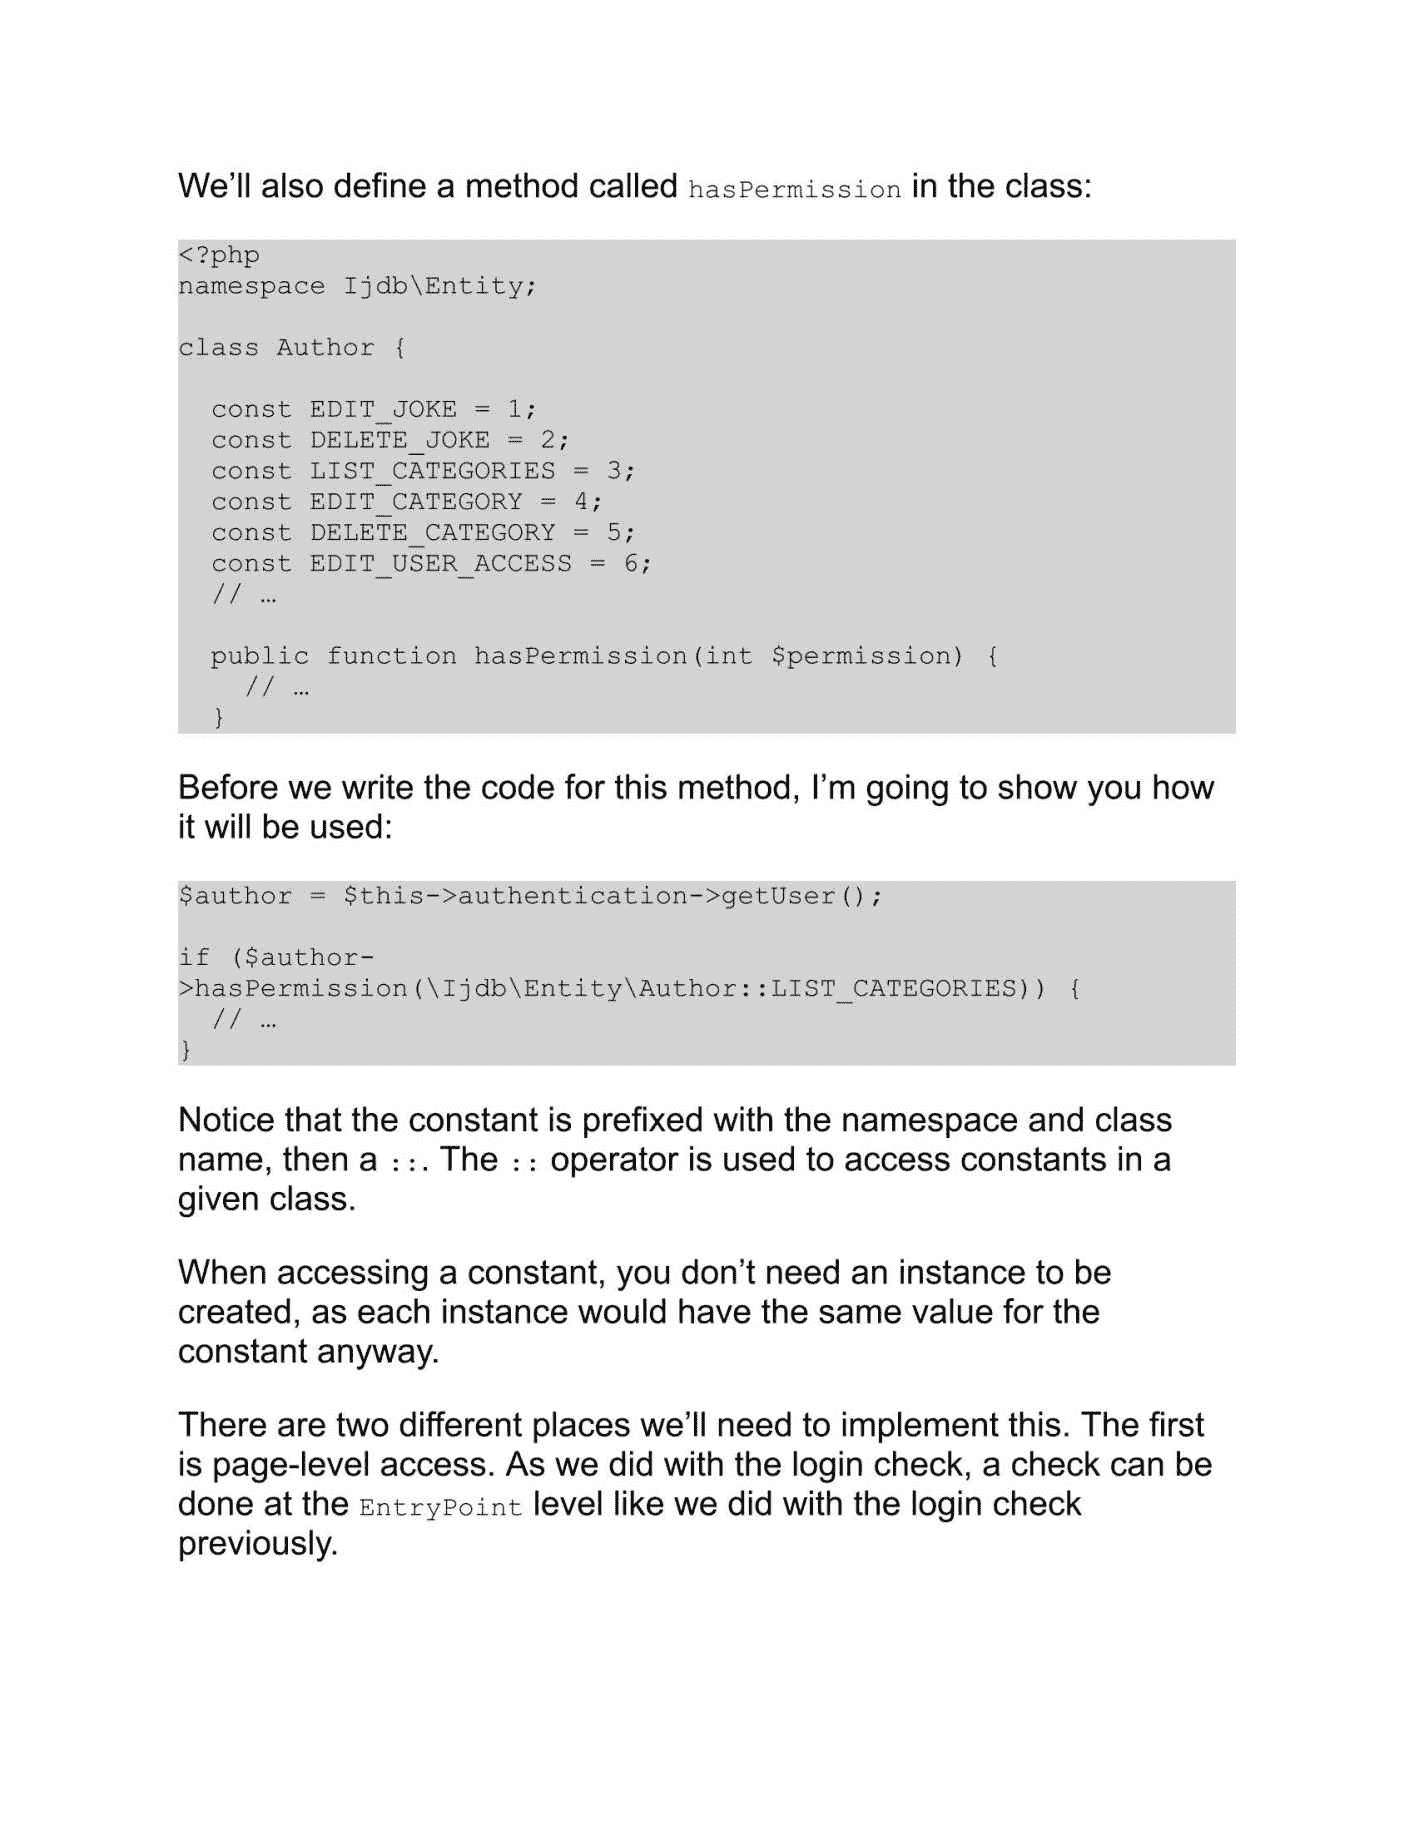 We’ll also define a method called hasPermission in the class:
<?php
namespace Ijdb\Entity;
class Author {
const EDIT_JOKE = 1;
const DELETE_JOKE = 2;
const LIST_CATEGORIES = 3;
const EDIT_CATEGORY = 4;
const DELETE_CATEGORY = 5;
const EDIT_USER_ACCESS = 6;
// …
public function hasPermission(int $permission) {
// …
}
Before we write the code for this method, I’m going to show you how
it will be used:
$author = $this->authentication->getUser();
if ($author-
>hasPermission(\Ijdb\Entity\Author::LIST_CATEGORIES)) {
// …
}
Notice that the constant is prefixed with the namespace and class
name, then a ::. The :: operator is used to access constants in a
given class.
When accessing a constant, you don’t need an instance to be
created, as each instance would have the same value for the
constant anyway.
There are two different places we’ll need to implement this. The first
is page-level access. As we did with the login check, a check can be
done at the EntryPoint level like we did with the login check
previously.